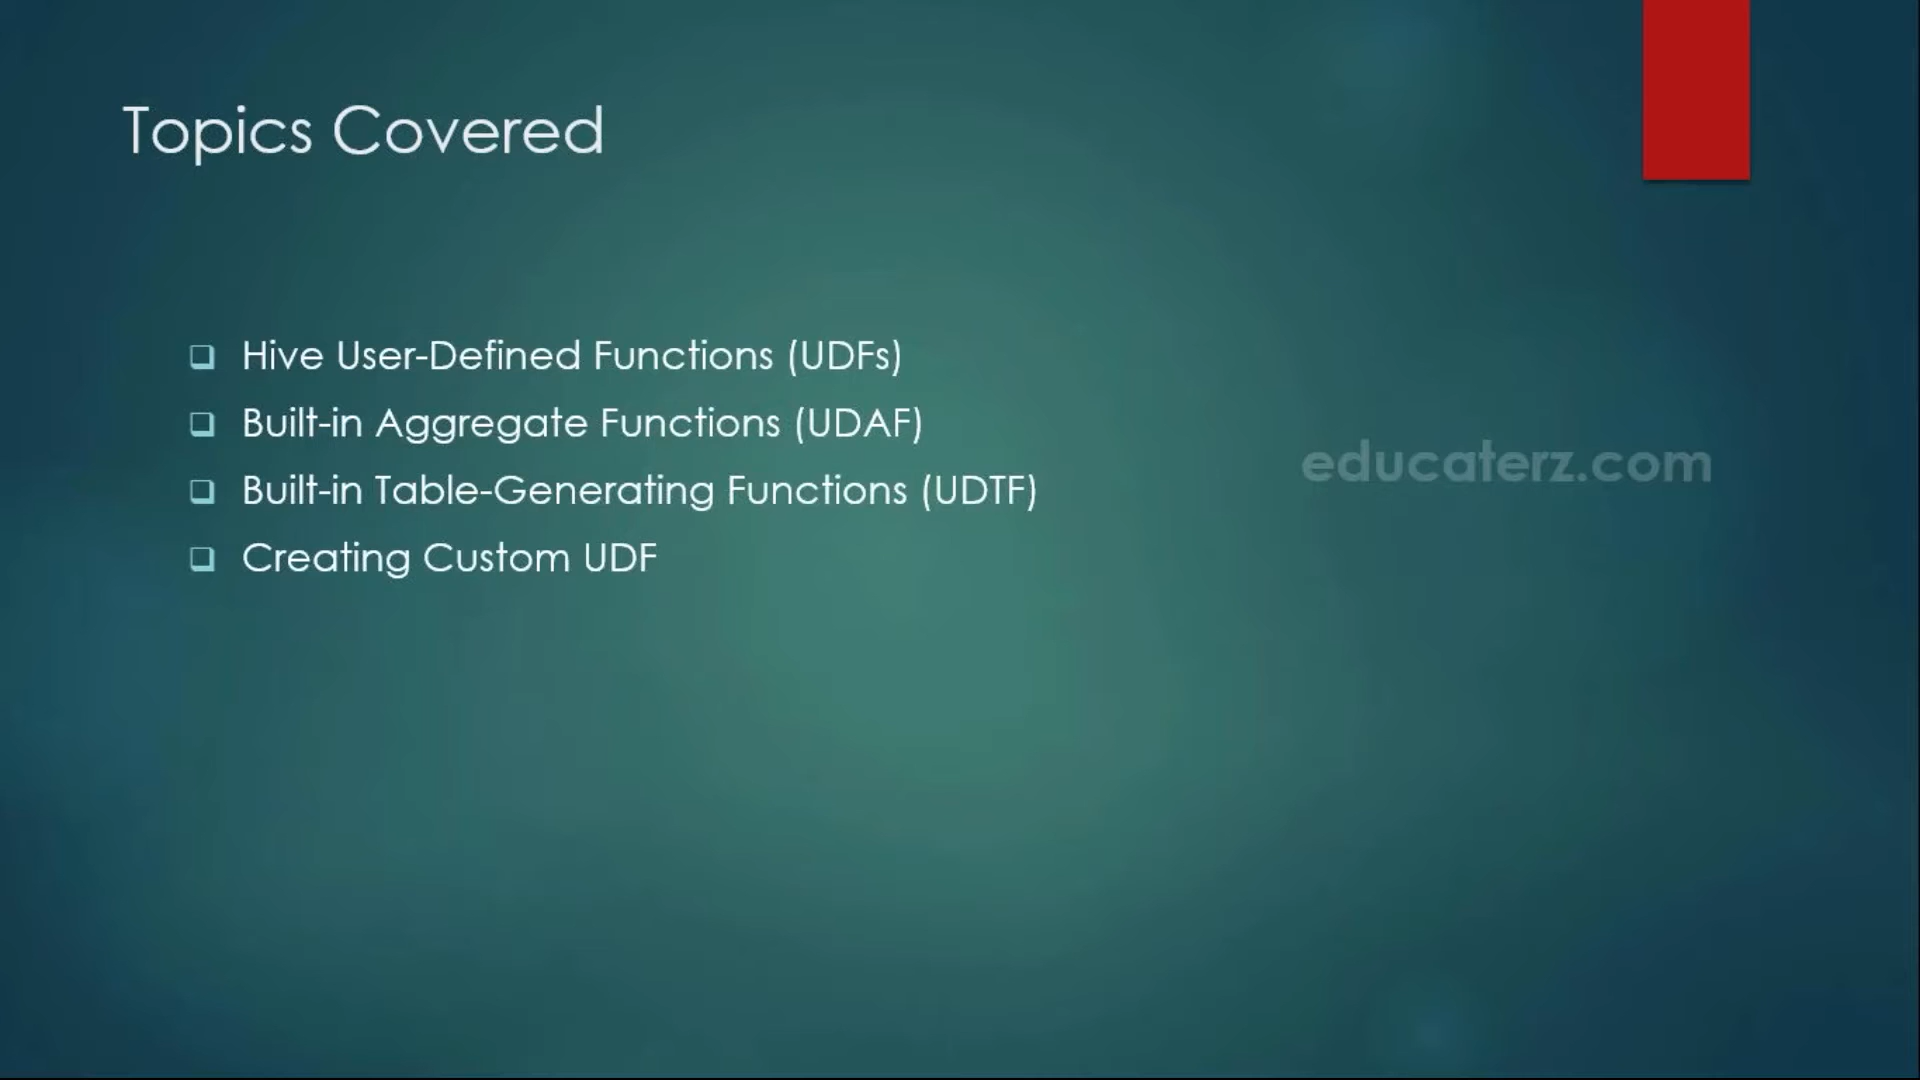 Topics Covered
Hive User-Defined Functions (UDFs)
Built-in Aggregate Functions (UDAF)
Built-in Table-Generating Functions (UDTF)
Creating Custom UDF
educaterz.com